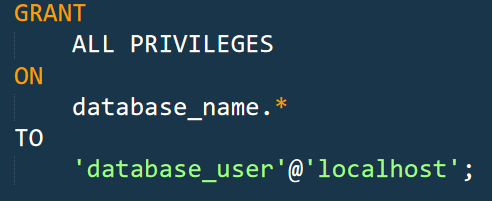 GRANT
ALL PRIVILEGES
ON
database_name.*
TO
'database_user'@'localhost';